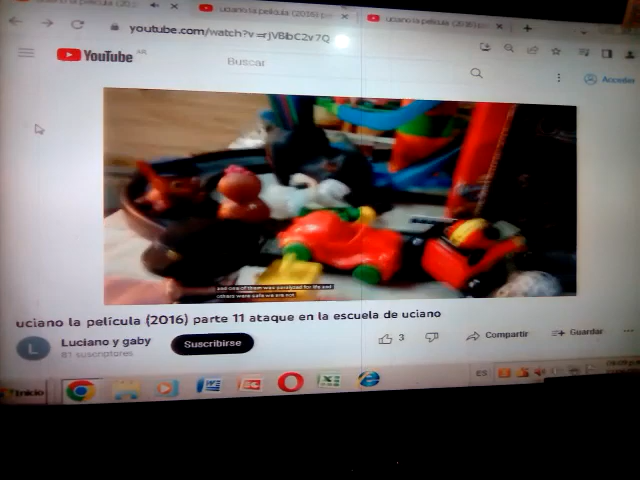 uciano la película (2016)
uciano la película (2016)
youtube.com/watch?v=rJVBlbC2v7Q
YouTube AR
Buscar
Acceder
and one of them was paralyzed for life and
others were safe we are not
uciano la película (2016) parte 11 ataque en la escuela de uciano
L
Luciano y gaby
81 suscriptores
Suscribirse
3
Compartir
Guardar
Inicio
ES